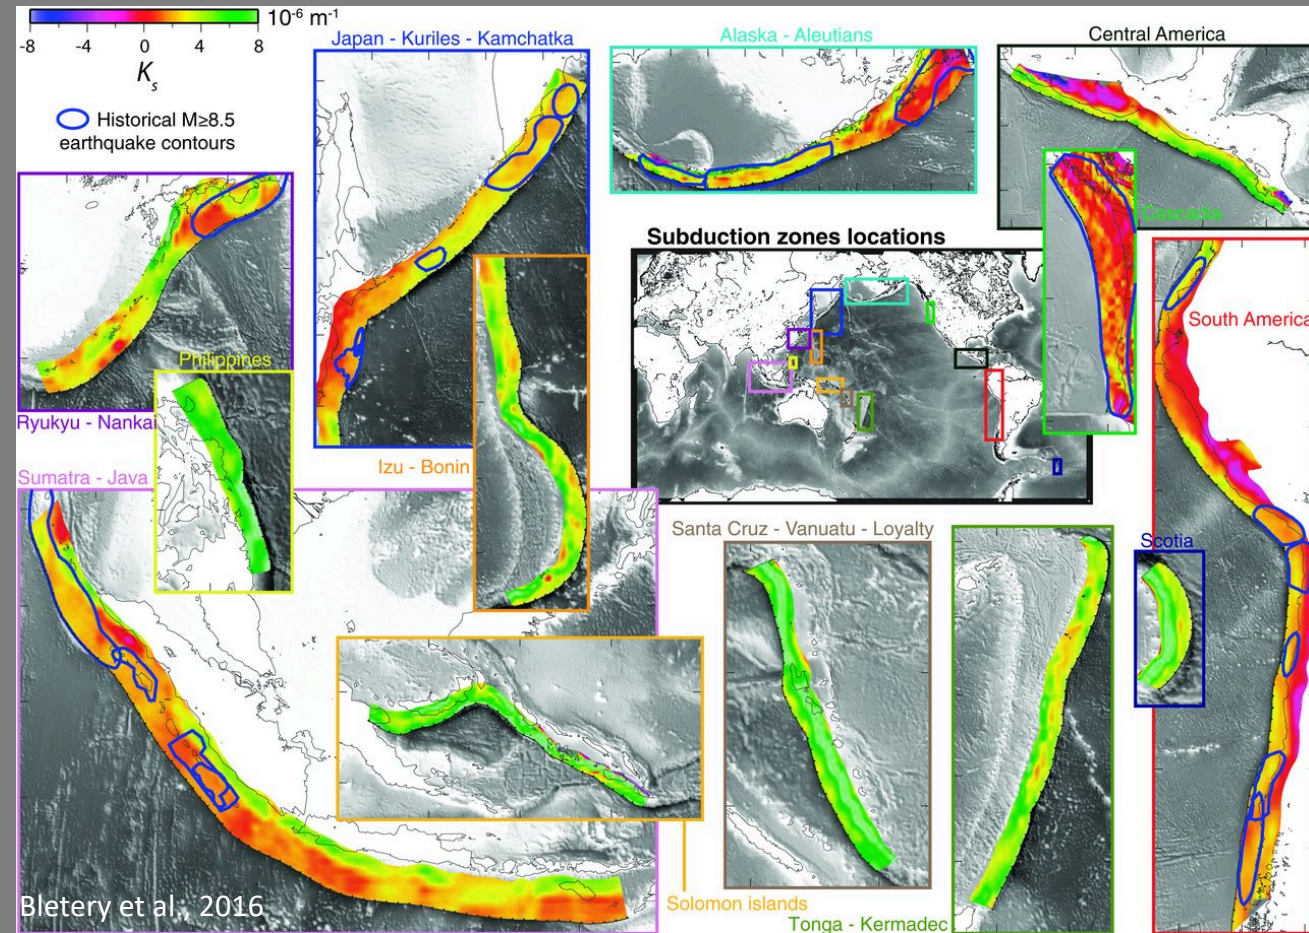 10⁻⁶ m⁻¹
-8 -4 0 4 8
Kₛ
Historical M≥8.5
earthquake contours
Japan - Kuriles - Kamchatka
Alaska - Aleutians
Central America
Cascadia
Subduction zones locations
South America
Philippines
Ryukyu - Nankai
Izu - Bonin
Sumatra - Java
Santa Cruz - Vanuatu - Loyalty
Scotia
Solomon islands
Tonga - Kermadec
Bletery et al., 2016